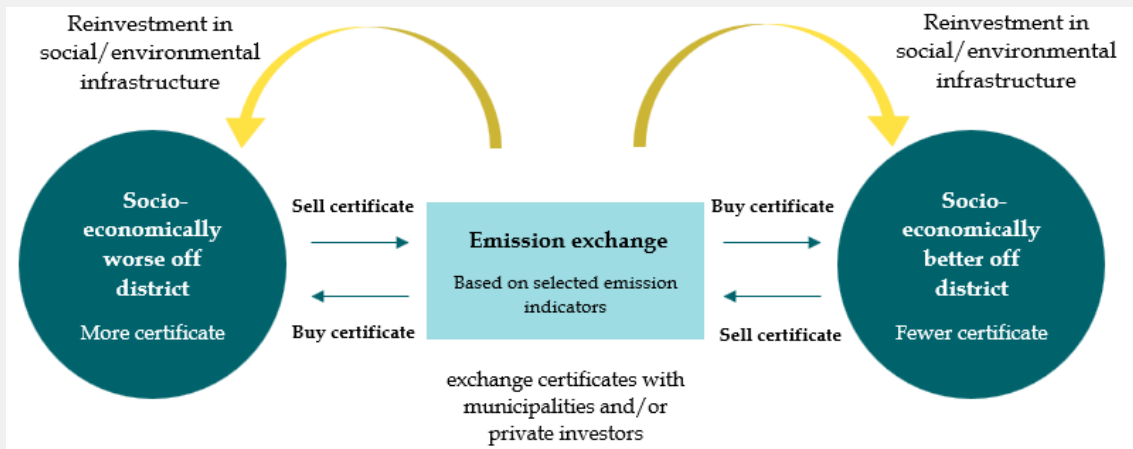 Reinvestment in
social/environmental
infrastructure
Reinvestment in
social/environmental
infrastructure
Socio-
economically
worse off
district
More certificate
Sell certificate
Buy certificate
Emission exchange
Based on selected emission
indicators
exchange certificates with
municipalities and/or
private investors
Buy certificate
Sell certificate
Socio-
economically
better off
district
Fewer certificate